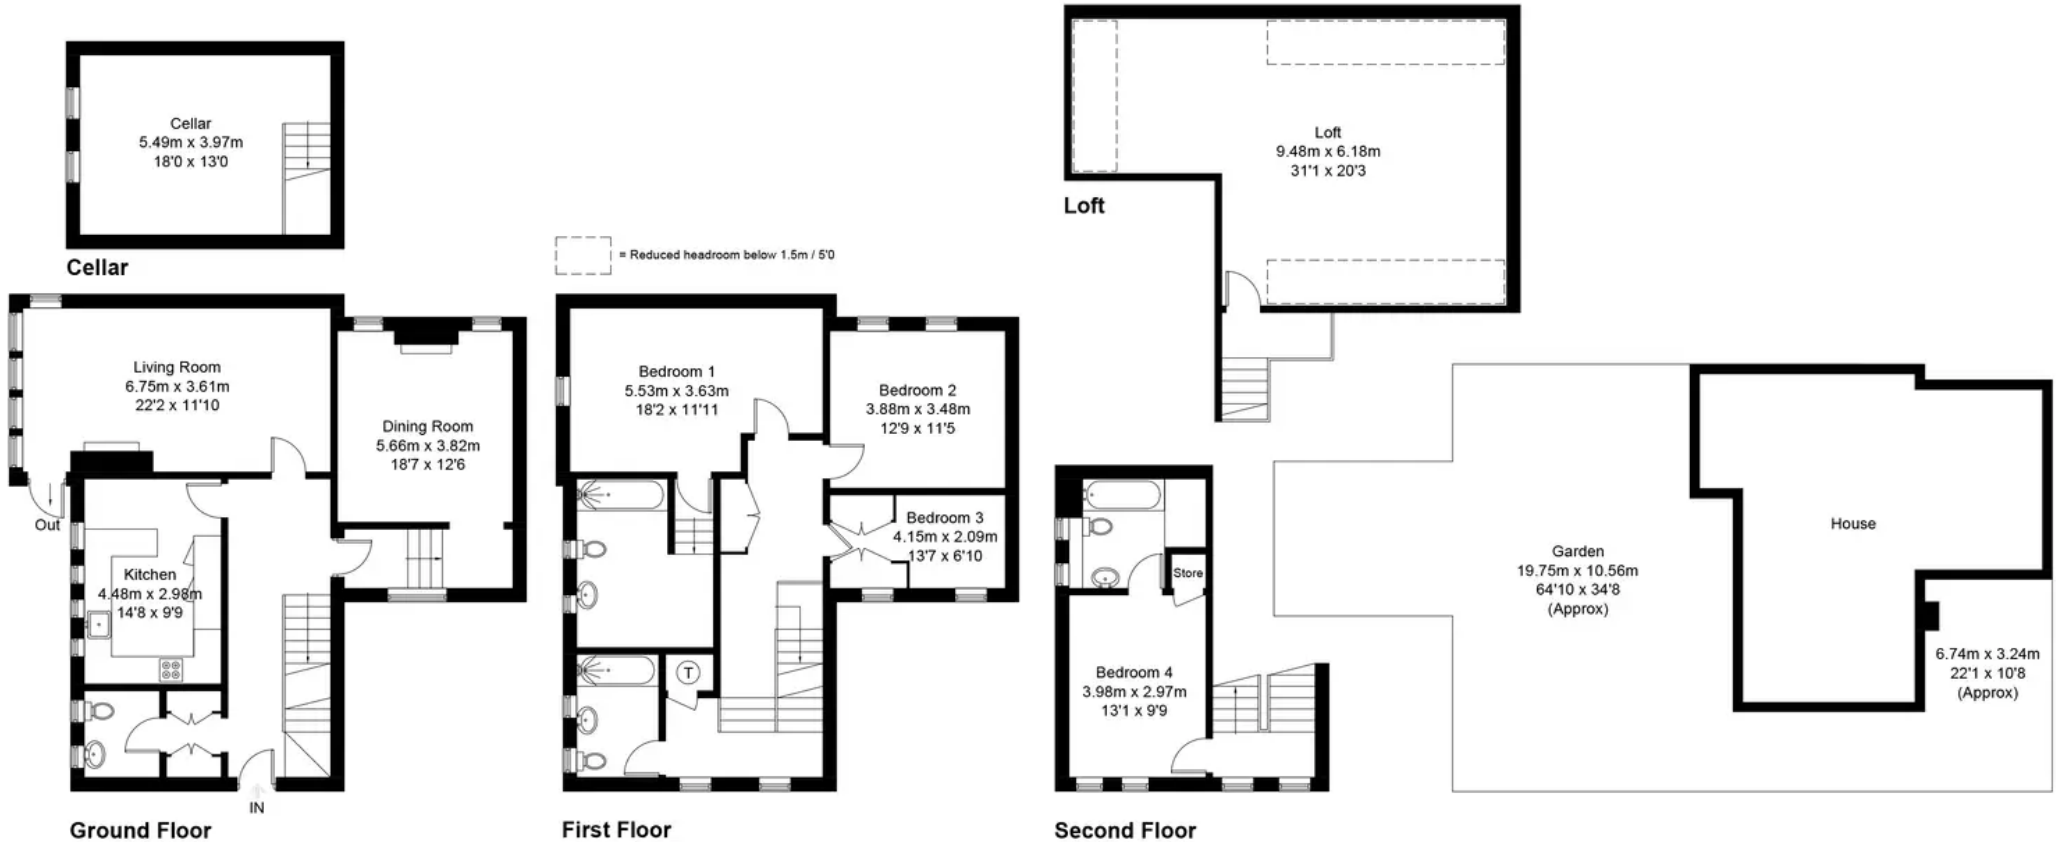 Cellar
5.49m x 3.97m
18'0 x 13'0
Cellar
= Reduced headroom below 1.5m / 5'0
Loft
9.48m x 6.18m
31'1 x 20'3
Loft
Living Room
6.75m x 3.61m
22'2 x 11'10
Dining Room
5.66m x 3.82m
18'7 x 12'6
Out
Kitchen
4.48m x 2.98m
14'8 x 9'9
IN
Ground Floor
Bedroom 1
5.53m x 3.63m
18'2 x 11'11
Bedroom 2
3.88m x 3.48m
12'9 x 11'5
Bedroom 3
4.15m x 2.09m
13'7 x 6'10
T
First Floor
Store
Bedroom 4
3.98m x 2.97m
13'1 x 9'9
Second Floor
House
Garden
19.75m x 10.56m
64'10 x 34'8
(Approx)
6.74m x 3.24m
22'1 x 10'8
(Approx)